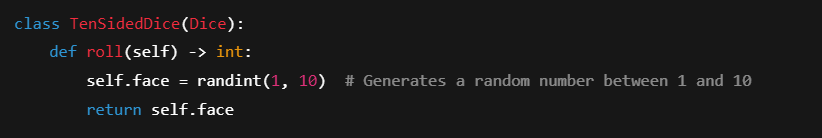 class TenSidedDice(Dice):
    def roll(self) -> int:
        self.face = randint(1, 10)  # Generates a random number between 1 and 10
        return self.face